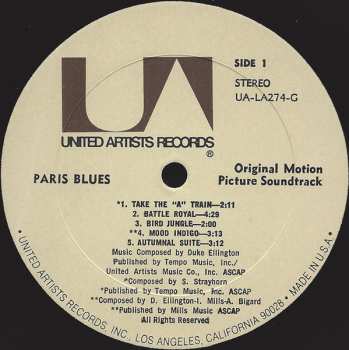 UA
SIDE 1
STEREO
UA-LA274-G
UNITED ARTISTS RECORDS
®
PARIS BLUES
Original Motion
Picture Soundtrack
*1. TAKE THE "A" TRAIN—2:11
2. BATTLE ROYAL—4:29
3. BIRD JUNGLE—2:00
**4. MOOD INDIGO—3:13
5. AUTUMNAL SUITE—3:12
Music Composed by Duke Ellington
Published by Tempo Music, Inc./
United Artists Music Co., Inc. ASCAP
*Composed by S. Strayhorn
*Published by Tempo Music, Inc. ASCAP
**Composed by D. Ellington-I. Mills-A. Bigard
**Published by Mills Music ASCAP
All Rights Reserved
• UNITED ARTISTS RECORDS, INC., LOS ANGELES, CALIFORNIA 90028 • MADE IN U.S.A. •